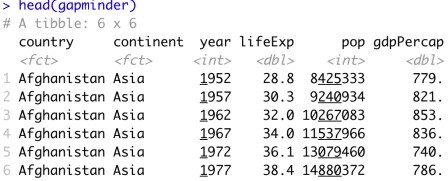 > head(gapminder)
# A tibble: 6 x 6
country continent year lifeExp pop gdpPercap
<fct> <fct> <int> <dbl> <int> <dbl>
1 Afghanistan Asia 1952 28.8 8425333 779.
2 Afghanistan Asia 1957 30.3 9240934 821.
3 Afghanistan Asia 1962 32.0 10267083 853.
4 Afghanistan Asia 1967 34.0 11537966 836.
5 Afghanistan Asia 1972 36.1 13079460 740.
6 Afghanistan Asia 1977 38.4 14880372 786.